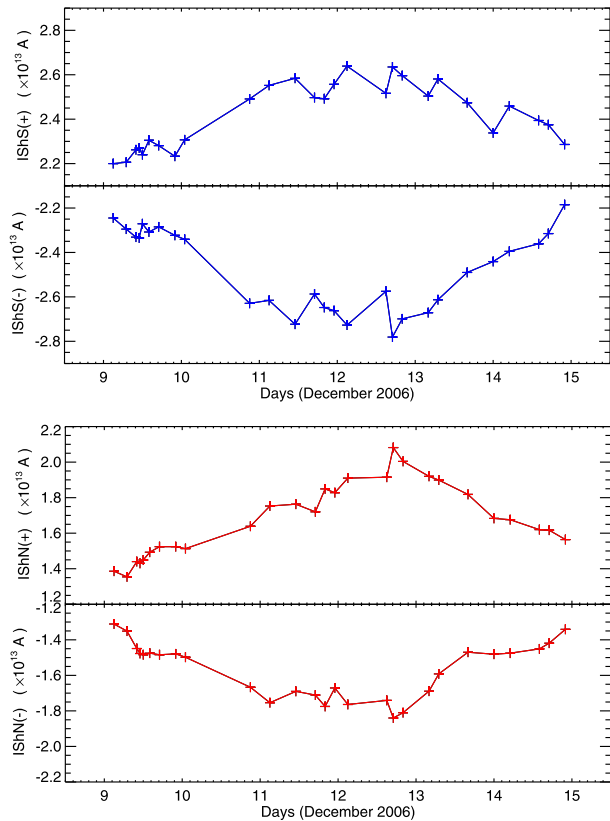 2.8
2.6
2.4
2.2
IShS(+) (×10¹³ A)
-2.2
-2.4
-2.6
-2.8
IShS(-) (×10¹³ A)
9 10 11 12 13 14 15
Days (December 2006)
2.2
2.0
1.8
1.6
1.4
1.2
IShN(+) (×10¹³ A)
-1.2
-1.4
-1.6
-1.8
-2.0
-2.2
IShN(-) (×10¹³ A)
9 10 11 12 13 14 15
Days (December 2006)